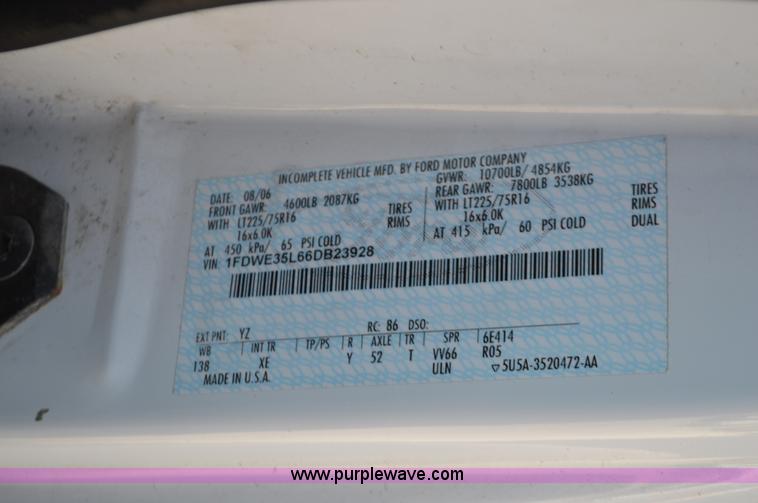 INCOMPLETE VEHICLE MFD. BY FORD MOTOR COMPANY
DATE: 08/06 GVWR: 10700LB/ 4854KG
FRONT GAWR: 4600LB 2087KG REAR GAWR: 7800LB 3538KG
WITH LT225/75R16 TIRES WITH LT225/75R16 TIRES
16x6.0K RIMS 16x6.0K RIMS
AT 450 kPa/ 65 PSI COLD AT 415 kPa/ 60 PSI COLD DUAL
VIN: 1FDWE35L66DB23928
EXT PNT: YZ RC: 86 DSO:
WB INT TR TP/PS R AXLE TR SPR 6E414
138 XE Y 52 T VV66 R05
MADE IN U.S.A. ULN ▽5U5A-3520472-AA
www.purplewave.com